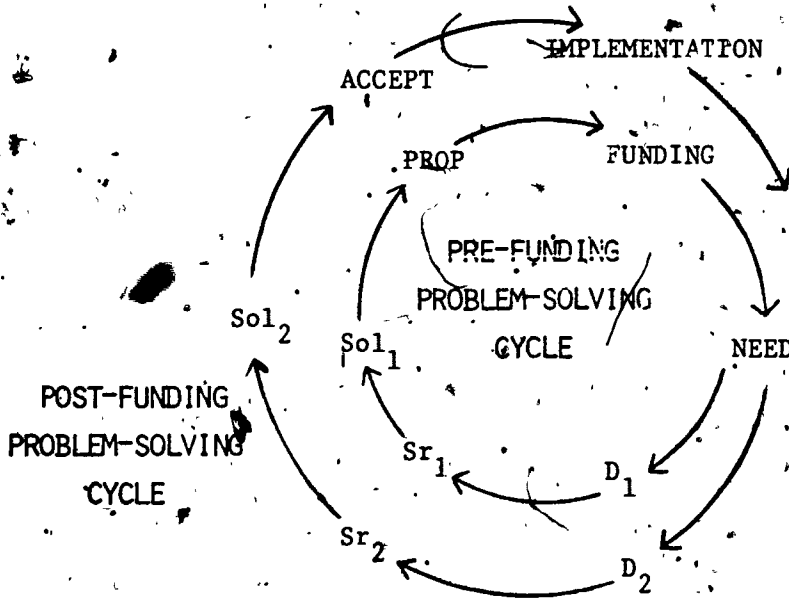 IMPLEMENTATION
ACCEPT
PROP
FUNDING
PRE-FUNDING
PROBLEM-SOLVING
CYCLE
Sol2
Sol1
NEED
POST-FUNDING
PROBLEM-SOLVING
CYCLE
Sr1
D1
Sr2
D2